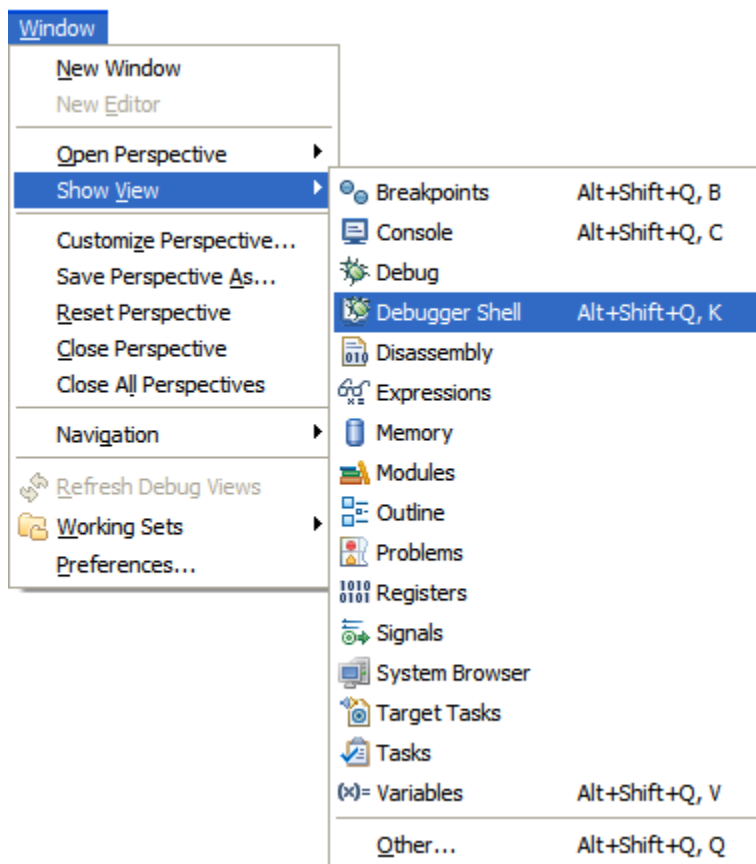 Window
New Window
New Editor
Open Perspective
Show View
Customize Perspective...
Save Perspective As...
Reset Perspective
Close Perspective
Close All Perspectives
Navigation
Refresh Debug Views
Working Sets
Preferences...
Breakpoints Alt+Shift+Q, B
Console Alt+Shift+Q, C
Debug
Debugger Shell Alt+Shift+Q, K
010 Disassembly
Expressions
Memory
Modules
Outline
Problems
1010
0101 Registers
Signals
System Browser
Target Tasks
Tasks
(x)= Variables Alt+Shift+Q, V
Other... Alt+Shift+Q, Q